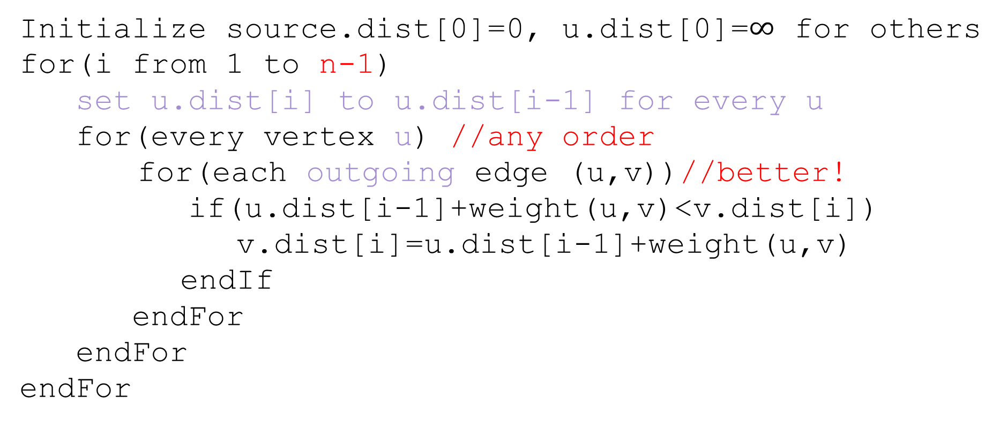 Initialize source.dist[0]=0, u.dist[0]=∞ for others
for(i from 1 to n-1)
set u.dist[i] to u.dist[i-1] for every u
for(every vertex u) //any order
for(each outgoing edge (u,v))//better!
if(u.dist[i-1]+weight(u,v)<v.dist[i])
v.dist[i]=u.dist[i-1]+weight(u,v)
endIf
endFor
endFor
endFor